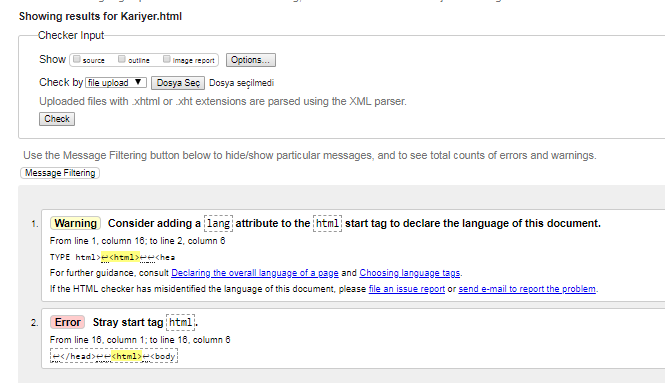 Showing results for Kariyer.html
Checker Input
Show source outline image report Options...
Check by file upload ▼ Dosya Seç Dosya seçilmedi
Uploaded files with .xhtml or .xht extensions are parsed using the XML parser.
Check
Use the Message Filtering button below to hide/show particular messages, and to see total counts of errors and warnings.
Message Filtering
1. Warning Consider adding a lang attribute to the html start tag to declare the language of this document.
From line 1, column 16; to line 2, column 6
TYPE html>↩<html>↩↩<hea
For further guidance, consult Declaring the overall language of a page and Choosing language tags.
If the HTML checker has misidentified the language of this document, please file an issue report or send e-mail to report the problem.
2. Error Stray start tag html.
From line 16, column 1; to line 16, column 6
↩</head>↩↩<html>↩<body